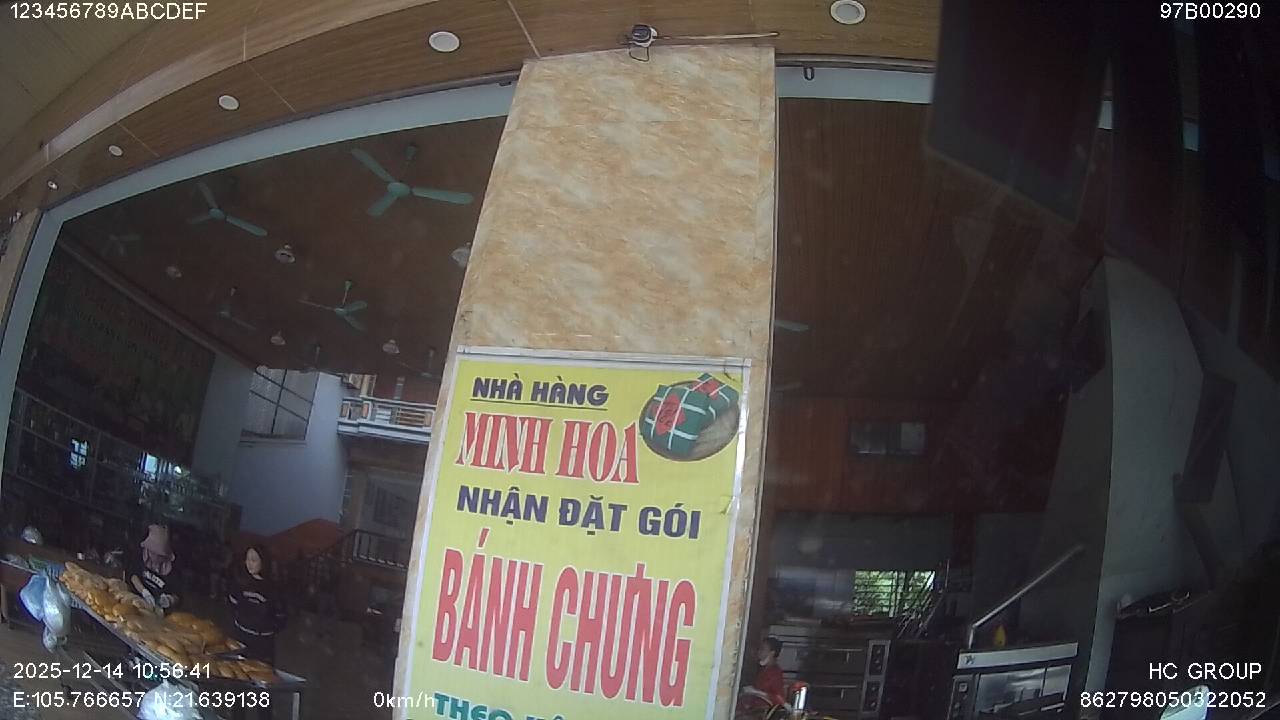 123456789ABCDEF
97B00290
NHÀ HÀNG
MINH HOA
NHẬN ĐẶT GÓI
BÁNH CHƯNG
THEO
2025-12-14 10:56:41
HC GROUP
E:105.766657 N:21.639138
0km/h
862798050322052